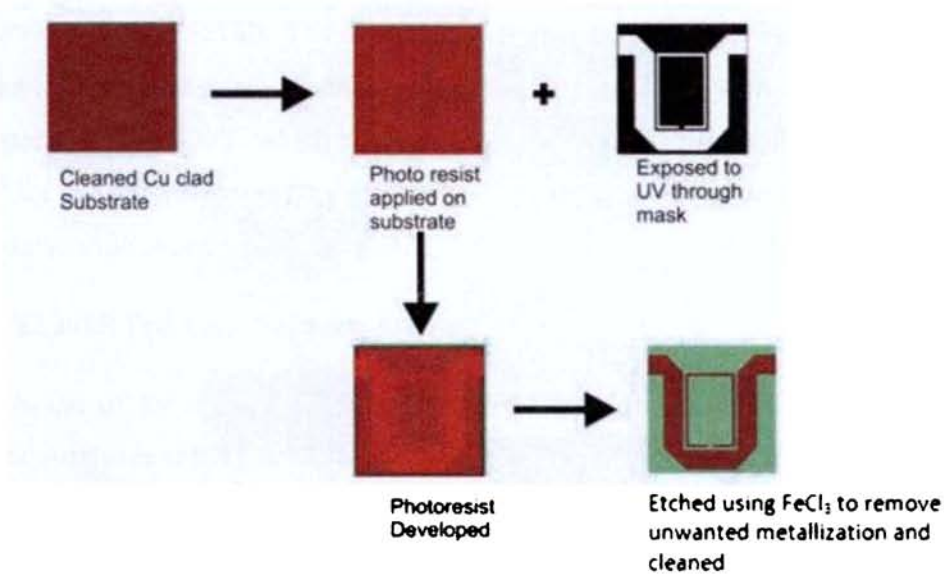 Cleaned Cu clad
Substrate
Photo resist
applied on
substrate
+
Exposed to
UV through
mask
Photoresist
Developed
Etched using FeCl₃ to remove
unwanted metallization and
cleaned